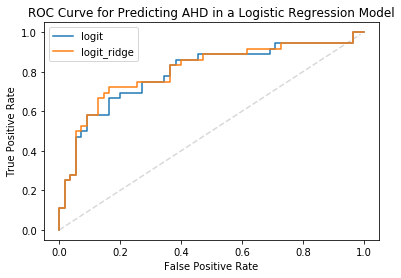 ROC Curve for Predicting AHD in a Logistic Regression Model
logit
logit_ridge
True Positive Rate
1.0
0.8
0.6
0.4
0.2
0.0
0.0 0.2 0.4 0.6 0.8 1.0
False Positive Rate